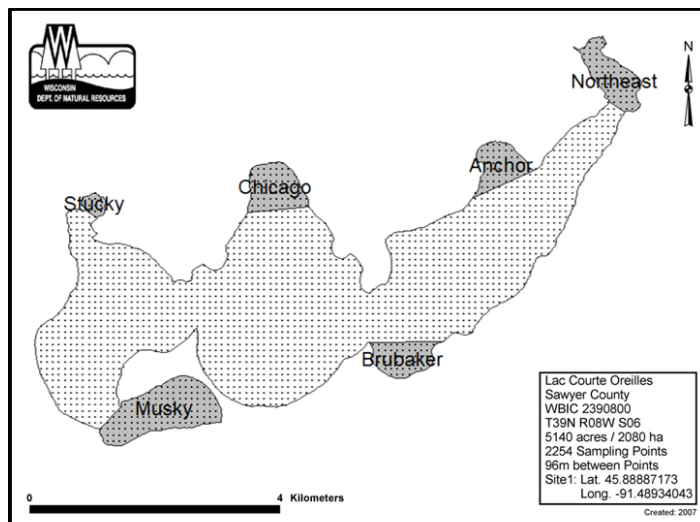 W
WISCONSIN
DEPT. OF NATURAL RESOURCES
N
Northeast
Anchor
Chicago
Stucky
Brubaker
Musky
Lac Courte Oreilles
Sawyer County
WBIC 2390800
T39N R08W S06
5140 acres / 2080 ha
2254 Sampling Points
96m between Points
Site1: Lat. 45.88887173
Long. -91.48934043
0 4 Kilometers
Created: 2007